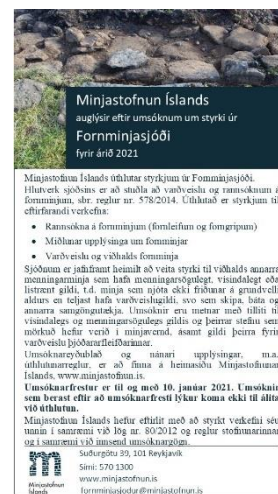 Minjastofnun Íslands
auglýsir eftir umsóknum um styrki úr
Fornminjasjóði
fyrir árið 2021
Minjastofnun Íslands úthlutar styrkjum úr Fornminjasjóði.
Hlutverk sjóðsins er að stuðla að varðveislu og rannsóknum á
fornminjum, sbr. reglur nr. 578/2014. Úthlutað er styrkjum til
eftirfarandi verkefna:
• Rannsókna á fornminjum (fornleifum og forngripum)
• Miðlunar upplýsinga um fornminjar
• Varðveislu og viðhalds fornminja
Sjóðnum er jafnframt heimilt að veita styrki til viðhalds annarra
menningarminja sem hafa menningarsögulegt, vísindalegt eða
listrænt gildi, t.d. minja sem njóta ekki friðunar á grundvelli
aldurs en teljast hafa varðveislugildi, svo sem skipa, báta og
annarra samgöngutækja. Umsóknir eru metnar með tilliti til
vísindalegs og menningarsögulegs gildis og þeirrar stefnu sem
mörkuð hefur verið í minjavernd, ásamt gildi þeirra fyrir
varðveislu þjóðararfleifðarinnar.
Umsóknareyðublað og nánari upplýsingar, m.a.
úthlutunarreglur, er að finna á heimasíðu Minjastofnunar
Íslands, www.minjastofnun.is.
Umsóknarfrestur er til og með 10. janúar 2021. Umsóknir
sem berast eftir að umsóknarfresti lýkur koma ekki til álita
við úthlutun.
Minjastofnun Íslands hefur eftirlit með að styrkt verkefni séu
unnin í samræmi við lög nr. 80/2012 og reglur stofnunarinnar
og í samræmi við innsend umsóknargögn.
Minjastofnun
Íslands
Suðurgötu 39, 101 Reykjavík
Sími: 570 1300
www.minjastofnun.is
fornminjasjodur@minjastofnun.is